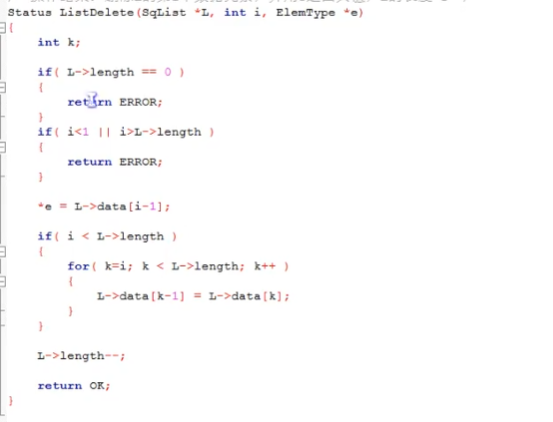 Status ListDelete(SqList *L, int i, ElemType *e)
{
    int k;
    if( L->length == 0 )
    {
        return ERROR;
    }
    if( i<1 || i>L->length )
    {
        return ERROR;
    }
    *e = L->data[i-1];
    if( i < L->length )
    {
        for( k=i; k < L->length; k++ )
        {
            L->data[k-1] = L->data[k];
        }
    }
    L->length--;
    return OK;
}